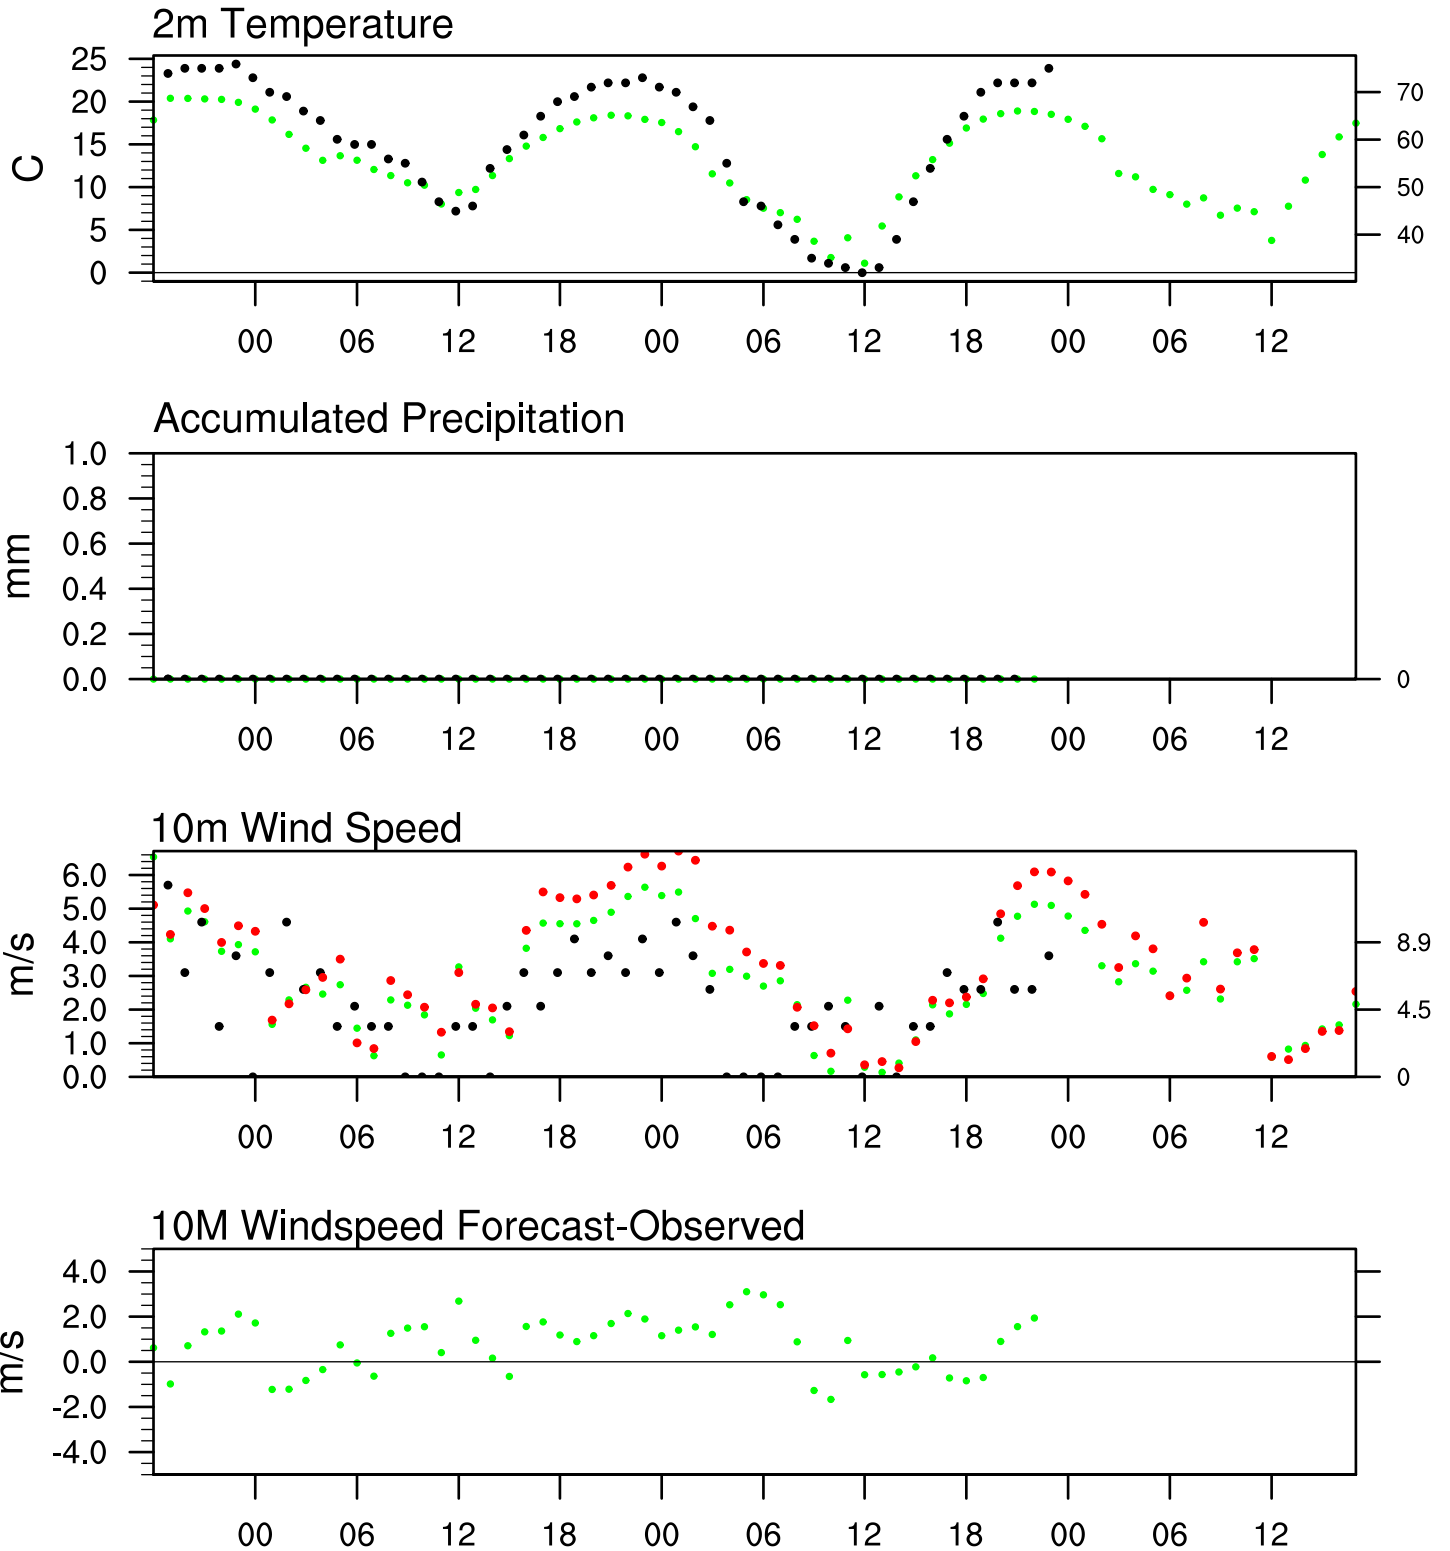 2m Temperature
25
20
15
10
5
0
C
70
60
50
40
00 06 12 18 00 06 12 18 00 06 12
Accumulated Precipitation
1.0
0.8
0.6
0.4
0.2
0.0
mm
0
00 06 12 18 00 06 12 18 00 06 12
10m Wind Speed
6.0
5.0
4.0
3.0
2.0
1.0
0.0
m/s
8.9
4.5
0
00 06 12 18 00 06 12 18 00 06 12
10M Windspeed Forecast-Observed
4.0
2.0
0.0
-2.0
-4.0
m/s
00 06 12 18 00 06 12 18 00 06 12